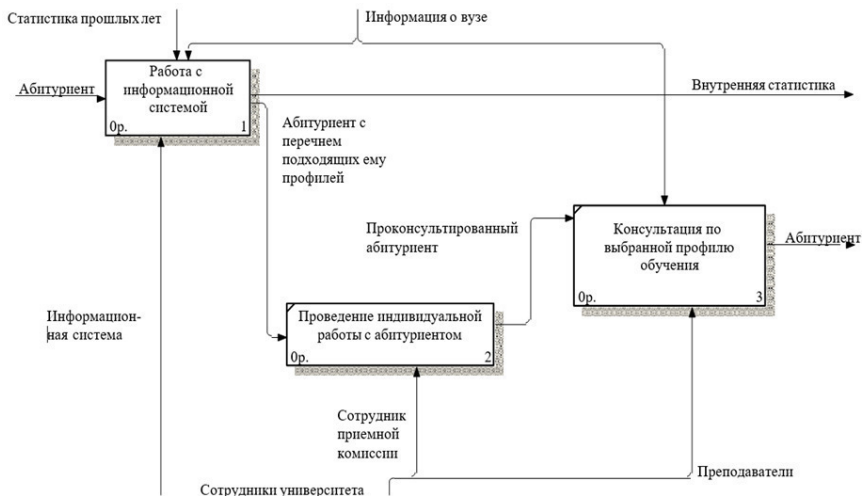 Статистика прошлых лет
Информация о вузе
Абитуриент
Работа с
информационной
системой
0р.
1
Внутренняя статистика
Абитуриент с
перечнем
подходящих ему
профилей
Проконсультированный
абитуриент
Консультация по
выбранной профилю
обучения
0р.
3
Абитуриент
Информацион-
ная система
Проведение индивидуальной
работы с абитуриентом
0р.
2
Сотрудник
приемной
комиссии
Преподаватели
Сотрудники университета